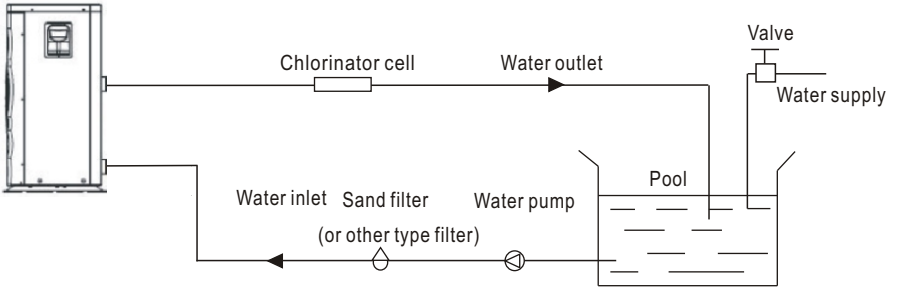 Valve
Chlorinator cell
Water outlet
Water supply
Pool
Water inlet
Sand filter
(or other type filter)
Water pump